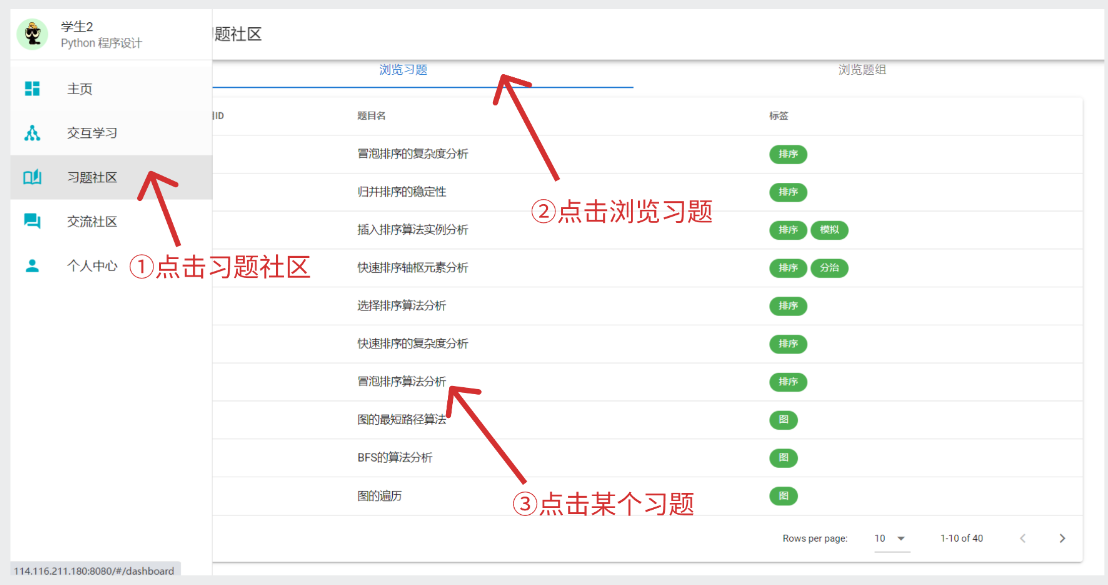 学生2
Python 程序设计
习题社区
主页
交互学习
习题社区
交流社区
个人中心
浏览习题
浏览题组
ID
题目名
标签
冒泡排序的复杂度分析
排序
归并排序的稳定性
排序
插入排序算法实例分析
排序 模拟
快速排序轴枢元素分析
排序 分治
选择排序算法分析
排序
快速排序的复杂度分析
排序
冒泡排序算法分析
排序
图的最短路径算法
图
BFS的算法分析
图
图的遍历
图
①点击习题社区
②点击浏览习题
③点击某个习题
Rows per page:
10
1-10 of 40
114.116.211.180:8080/#/dashboard